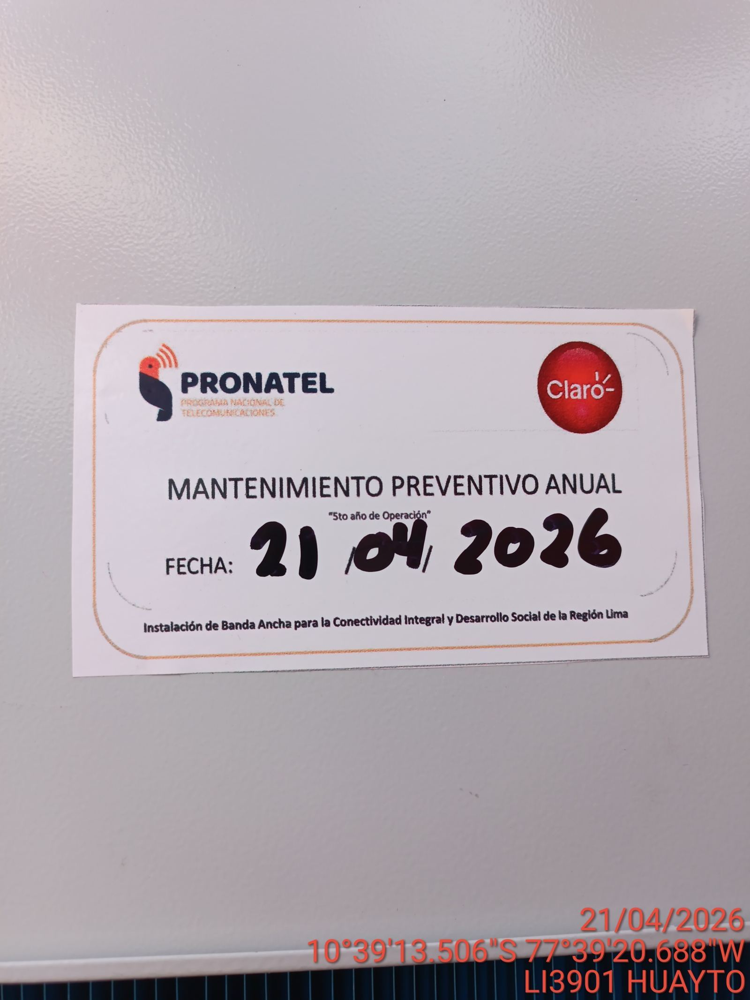 PRONATEL
PROGRAMA NACIONAL DE
TELECOMUNICACIONES
Claro
MANTENIMIENTO PREVENTIVO ANUAL
"5to año de Operación"
FECHA: 21/04/2026
Instalación de Banda Ancha para la Conectividad Integral y Desarrollo Social de la Región Lima
21/04/2026
10°39'13.506"S 77°39'20.688"W
LI3901 HUAYTO